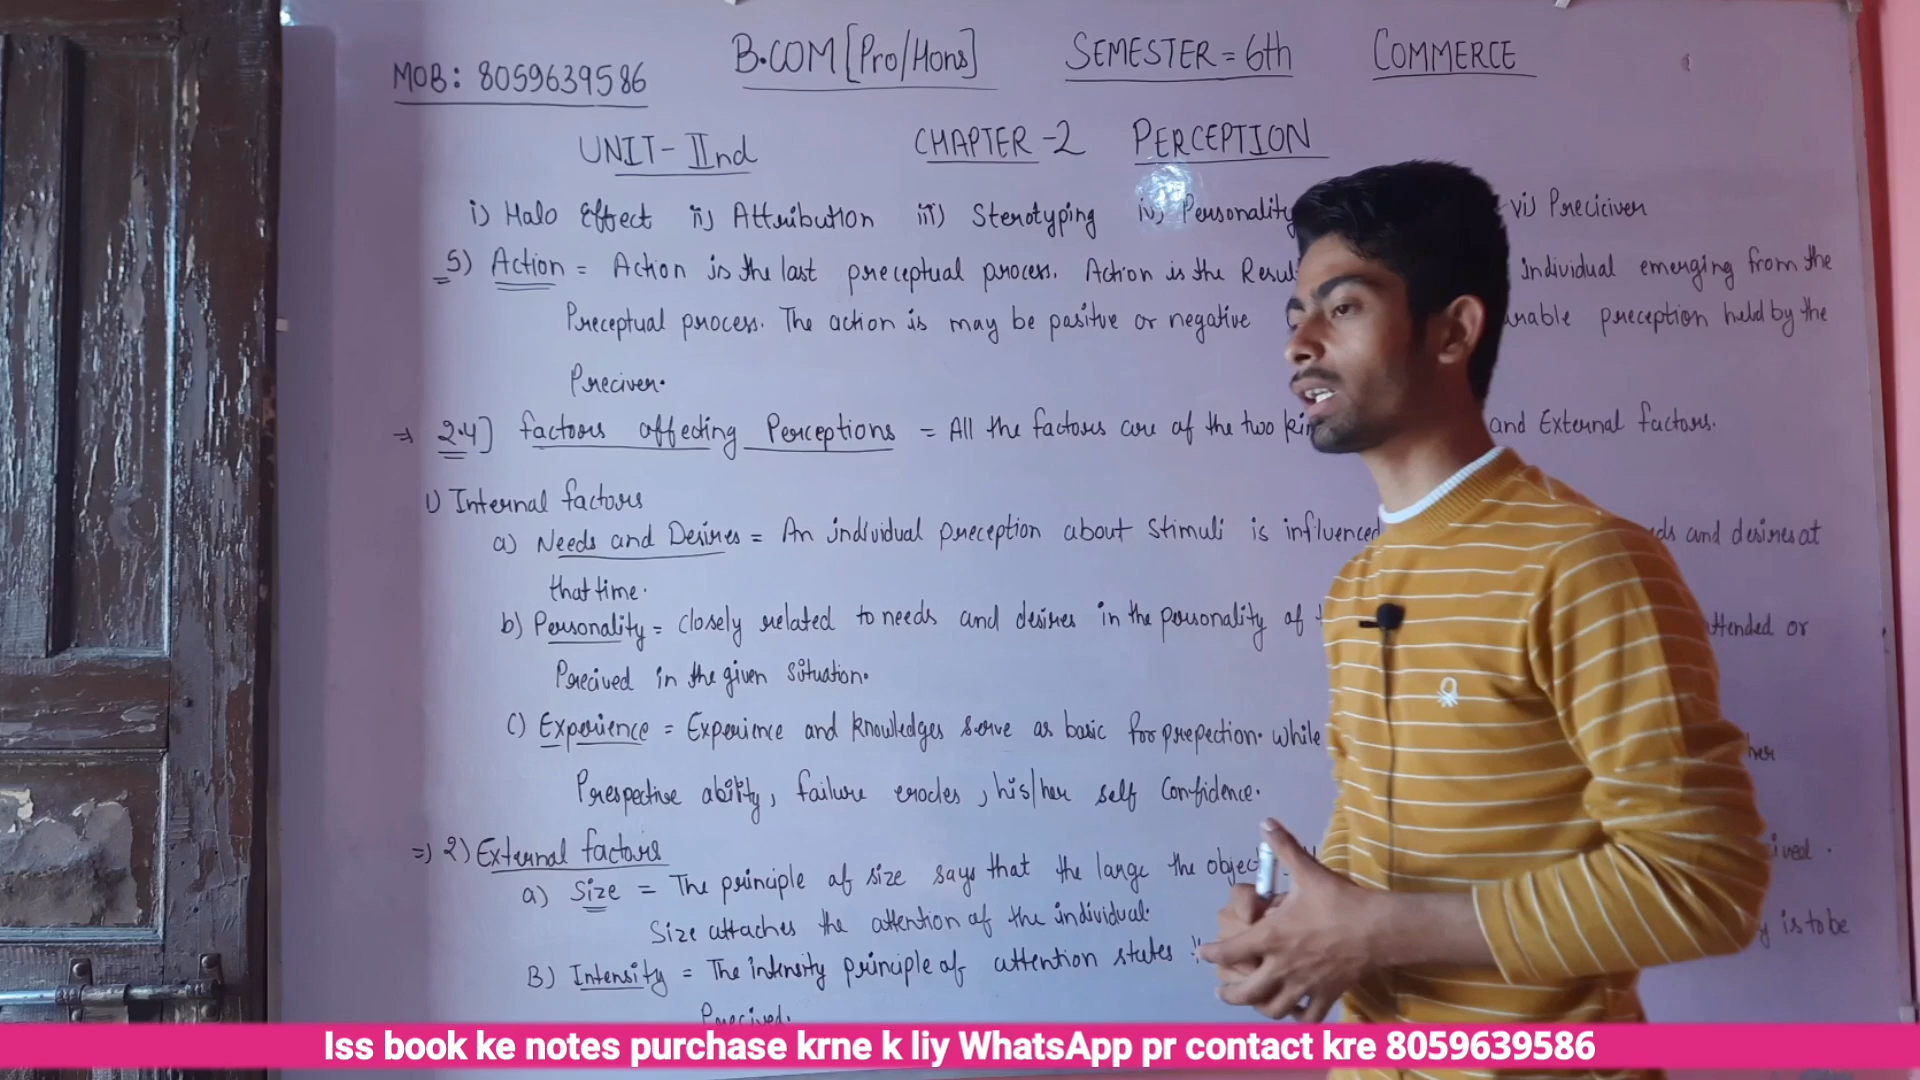 MOB: 8059639586
B.COM [Pro/Hons] SEMESTER = 6th COMMERCE
UNIT - IInd CHAPTER - 2 PERCEPTION
i) Halo Effect ii) Attribution iii) Sterotyping iv) Personality vi) Preciciver
5) Action = Action is the last preceptual process. Action is the Resul individual emerging from the
Preceptual process. The action is may be positve or negative preception held by the
Preciver.
⇒ 2.4] factors affecting Perceptions = All the factors are of the two and External factors.
1) Internal factors
a) Needs and Desires = An individual preception about stimuli is influenced and desires at
that time.
b) Personality = closely related to needs and desires in the personality of ttended or
Precived in the given situation.
c) Experience = Experience and knowledges serve as basic for prepection. while her
Prespective ability, failure erodes, his/her self confidence.
⇒ 2) External factors
a) Size = The principle of size says that the large the object
Size attaches the attention of the individual.
B) Intensity = The intensity principle of attention states is to be
Precived.
Iss book ke notes purchase krne k liy WhatsApp pr contact kre 8059639586